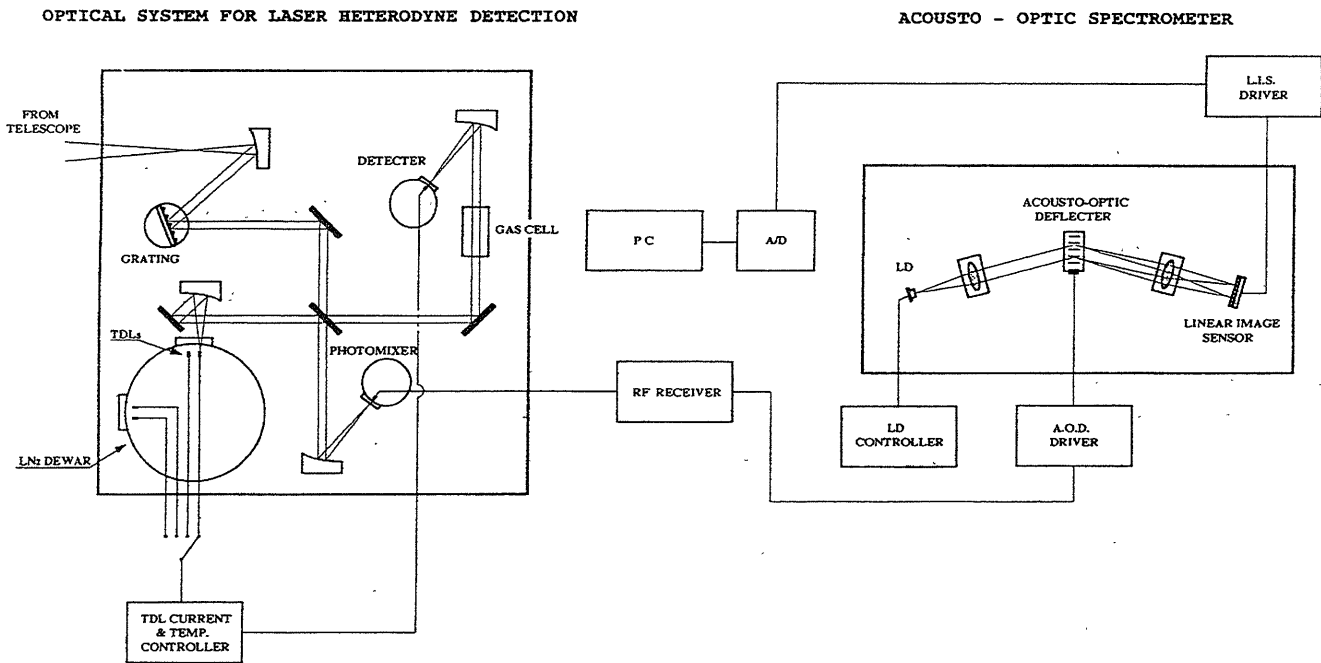 OPTICAL SYSTEM FOR LASER HETERODYNE DETECTION
ACOUSTO - OPTIC SPECTROMETER
FROM
TELESCOPE
DETECTER
GAS CELL
GRATING
TDLs
PHOTOMIXER
LN2 DEWAR
TDL CURRENT
& TEMP.
CONTROLLER
P C
A/D
L.I.S.
DRIVER
ACOUSTO-OPTIC
DEFLECTER
LD
LINEAR IMAGE
SENSOR
RF RECEIVER
LD
CONTROLLER
A.O.D.
DRIVER